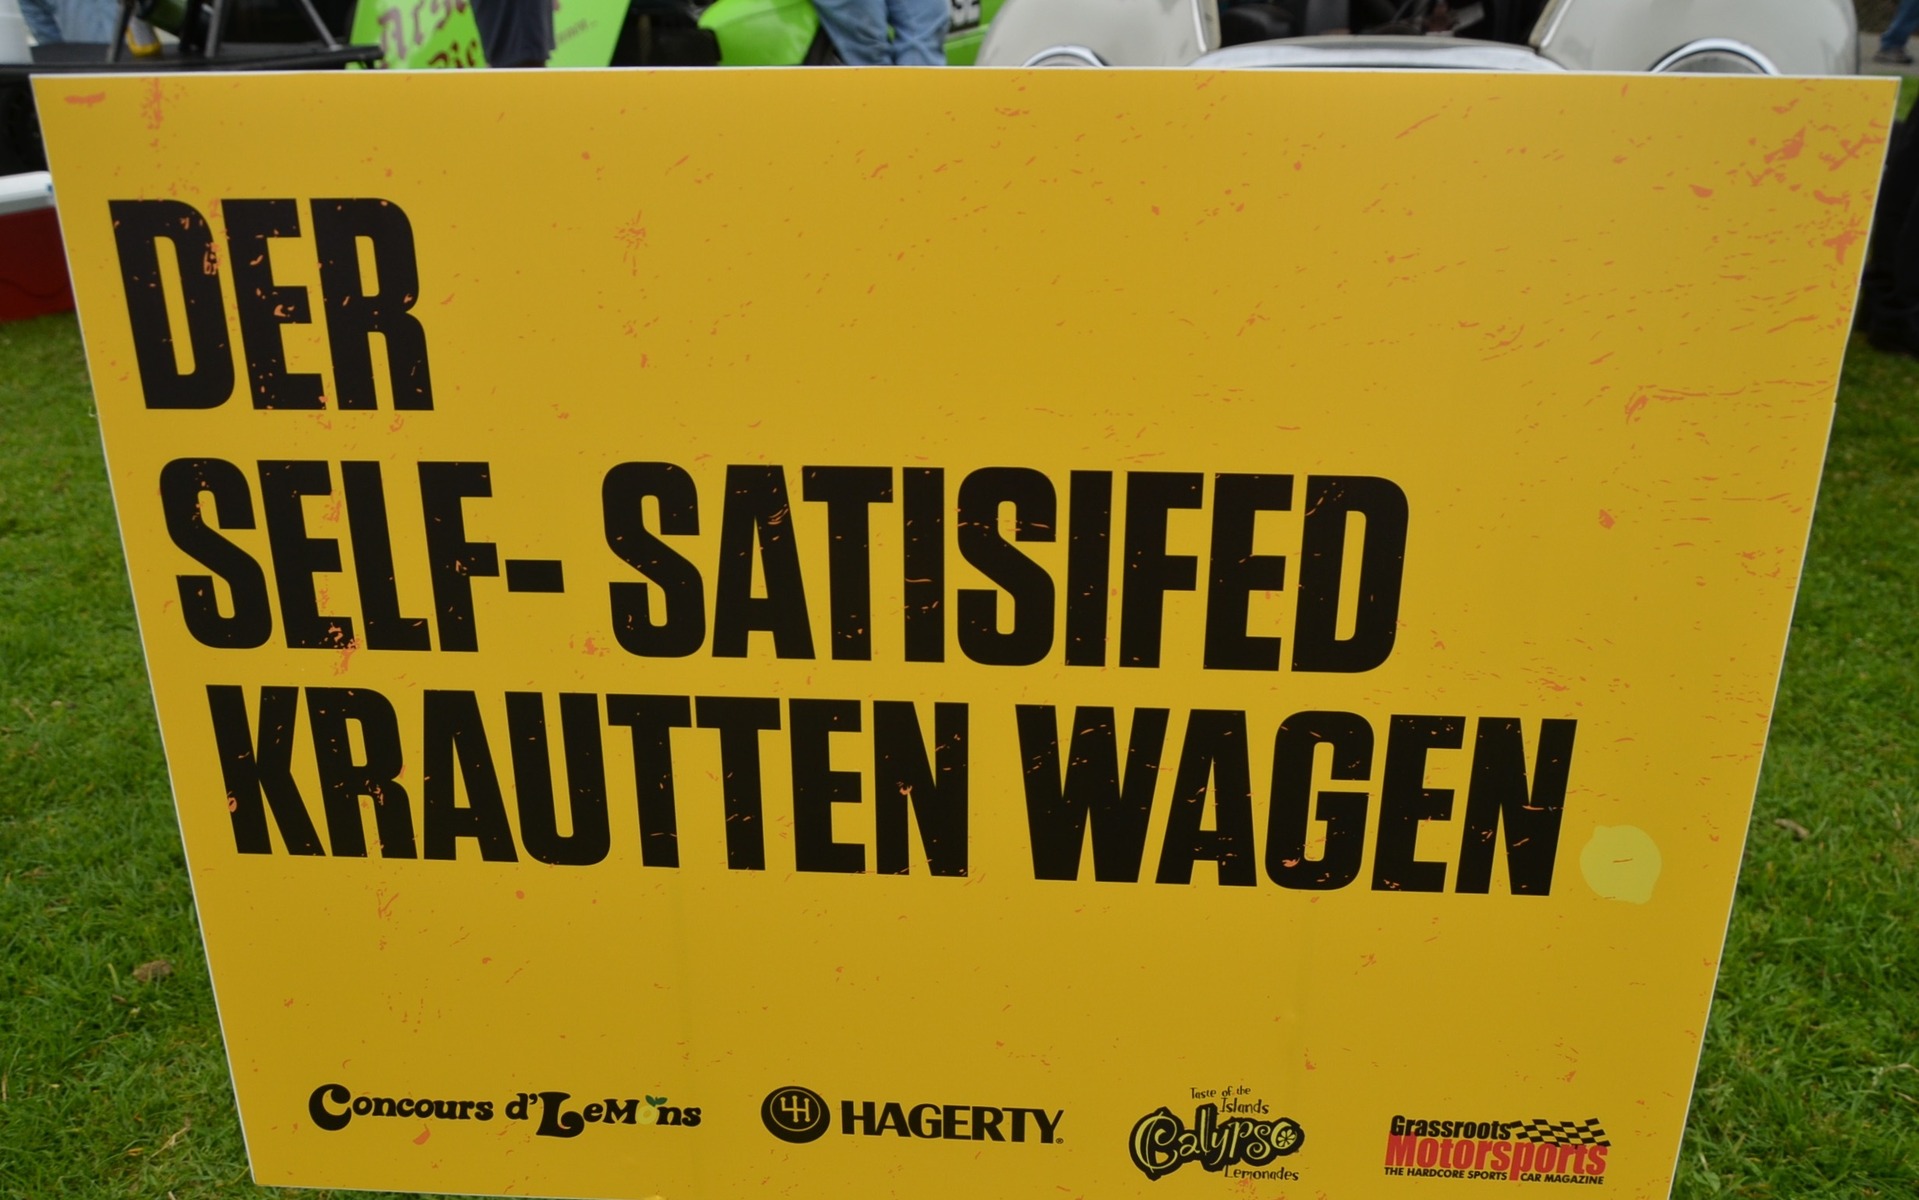 DER
SELF- SATISIFED
KRAUTTEN WAGEN
Concours d'LeMons
HAGERTY
Taste of the
Islands
Calypso
Lemonades
Grassroots
Motorsports
THE HARDCORE SPORTS CAR MAGAZINE